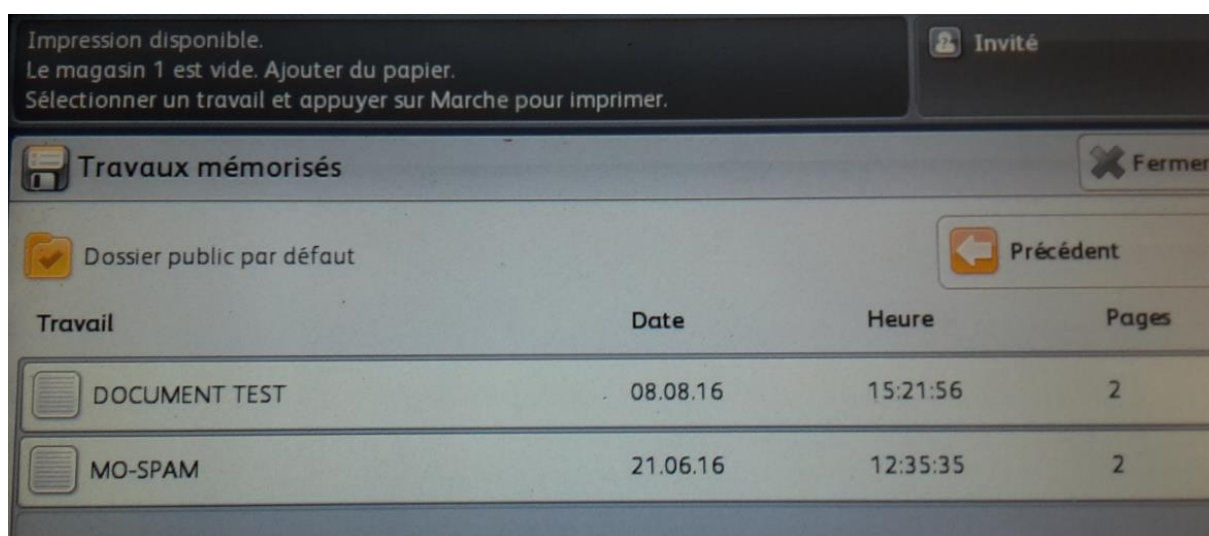 Impression disponible.
Le magasin 1 est vide. Ajouter du papier.
Sélectionner un travail et appuyer sur Marche pour imprimer.
Invité
Travaux mémorisés
Fermer
Dossier public par défaut
Précédent
Travail Date Heure Pages
DOCUMENT TEST 08.08.16 15:21:56 2
MO-SPAM 21.06.16 12:35:35 2